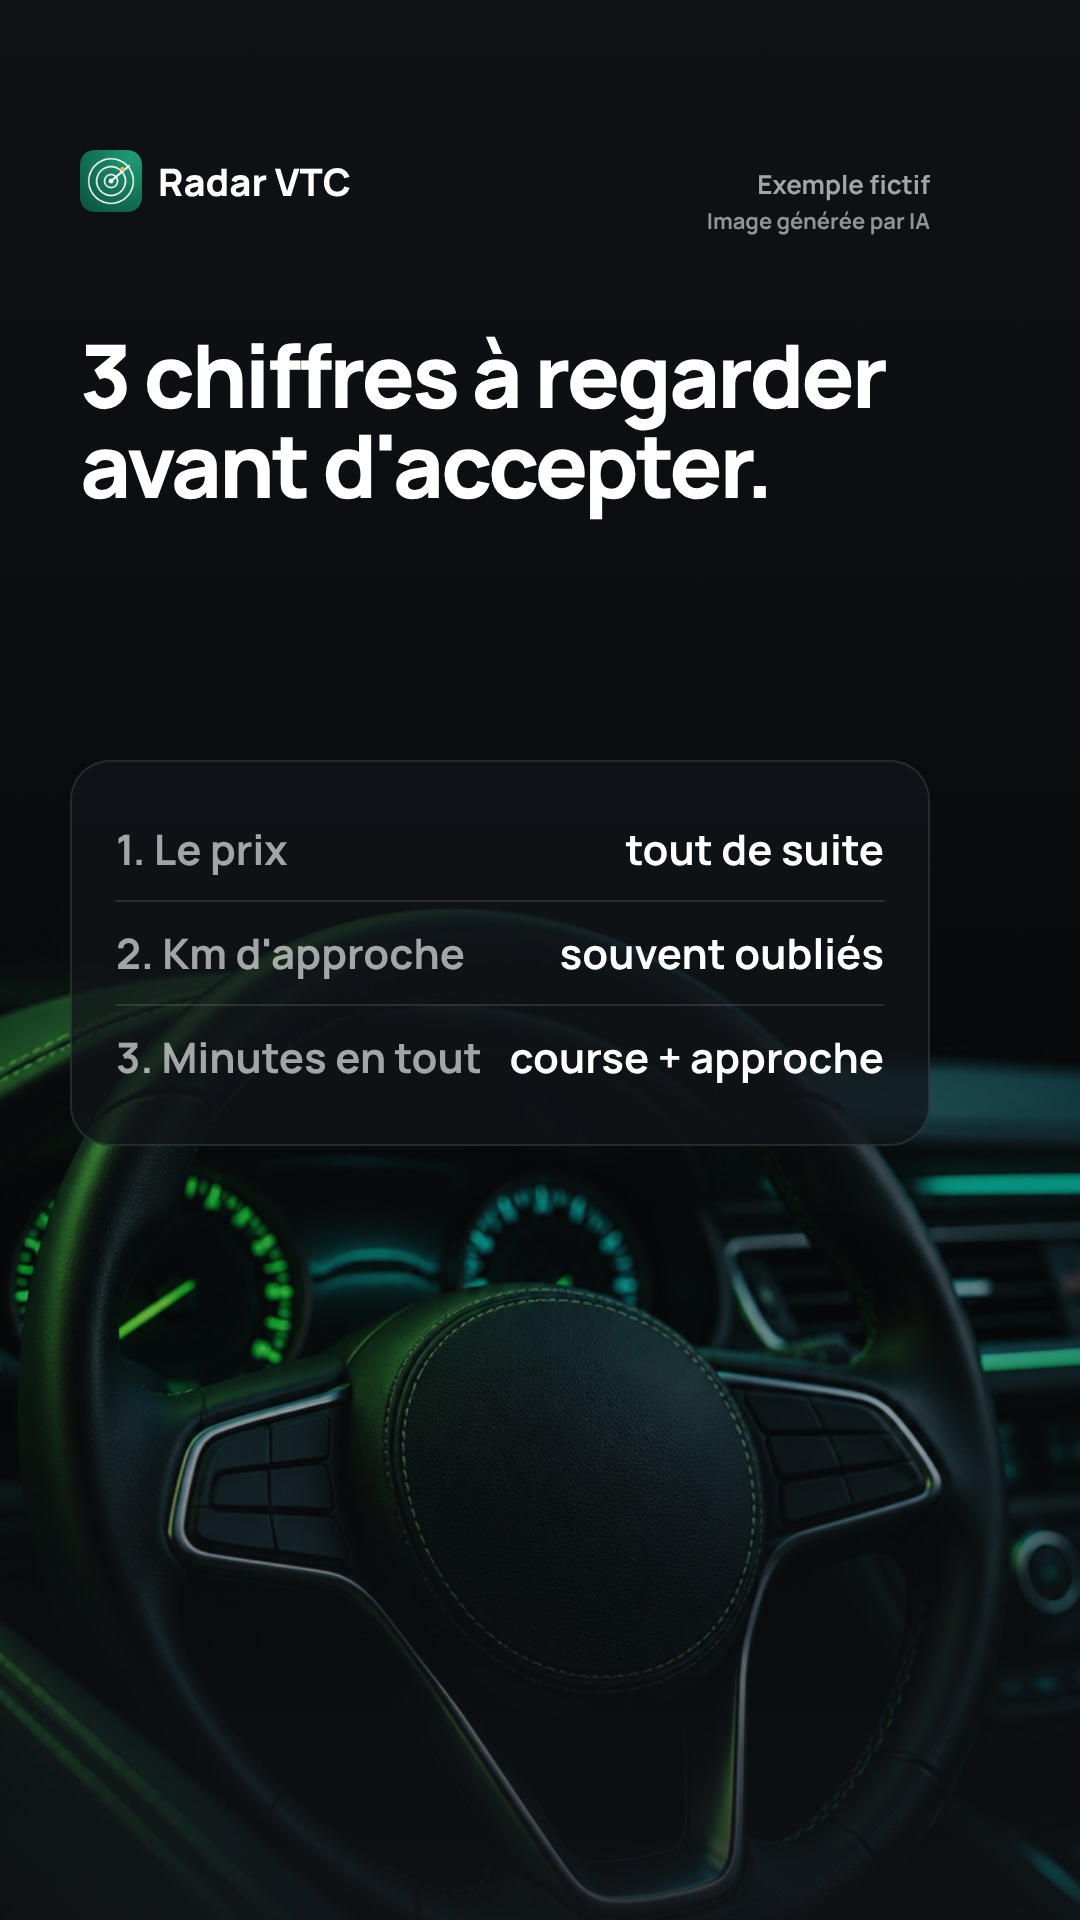 Radar VTC
Exemple fictif
Image générée par IA
3 chiffres à regarder
avant d'accepter.
1. Le prix tout de suite
2. Km d'approche souvent oubliés
3. Minutes en tout course + approche